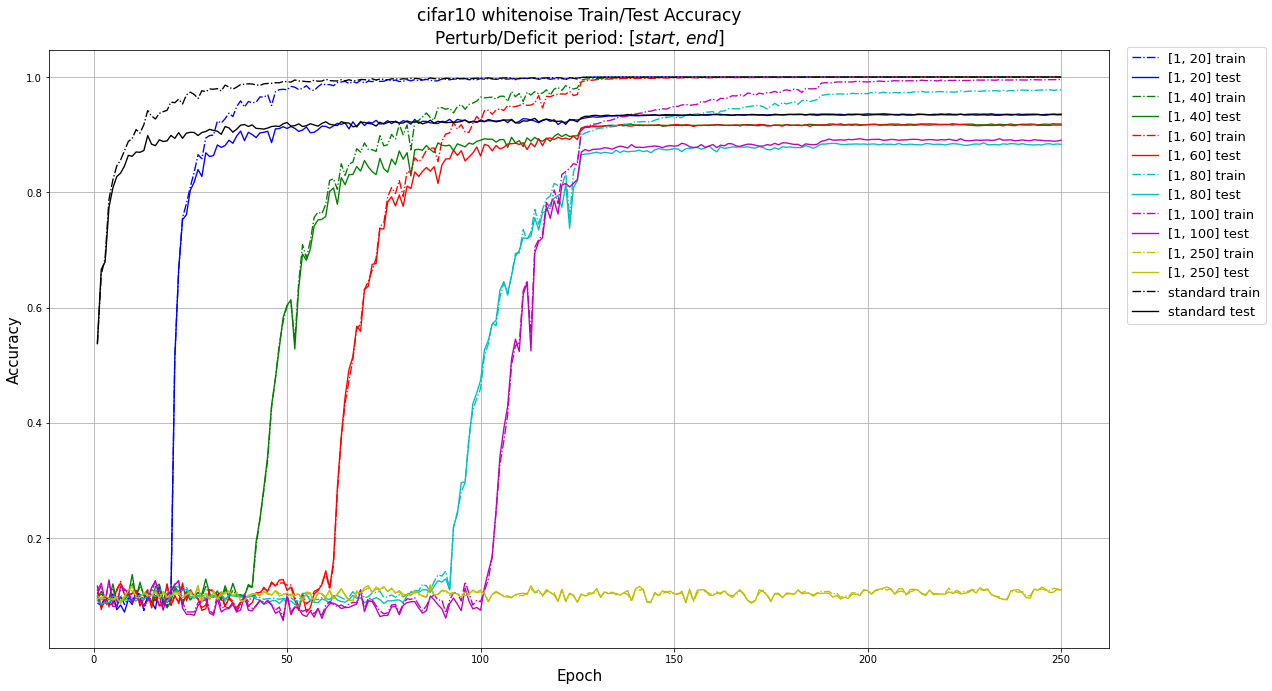 cifar10 whitenoise Train/Test Accuracy
Perturb/Deficit period: [start, end]
Accuracy
1.0
0.8
0.6
0.4
0.2
0
50
100
150
200
250
Epoch
[1, 20] train
[1, 20] test
[1, 40] train
[1, 40] test
[1, 60] train
[1, 60] test
[1, 80] train
[1, 80] test
[1, 100] train
[1, 100] test
[1, 250] train
[1, 250] test
standard train
standard test